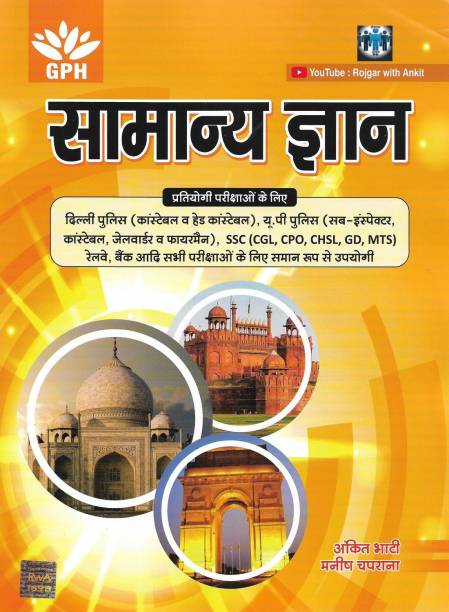 GPH
YouTube : Rojgar with Ankit
सामान्य ज्ञान
प्रतियोगी परीक्षाओं के लिए
दिल्ली पुलिस (कांस्टेबल व हेड कांस्टेबल), यू.पी पुलिस (सब-इंस्पेक्टर,
कांस्टेबल, जेलवार्डर व फायरमैन), SSC (CGL, CPO, CHSL, GD, MTS)
रेलवे, बैंक आदि सभी परीक्षाओं के लिए समान रूप से उपयोगी
अंकित भाटी
मनीष चपराना
RWA